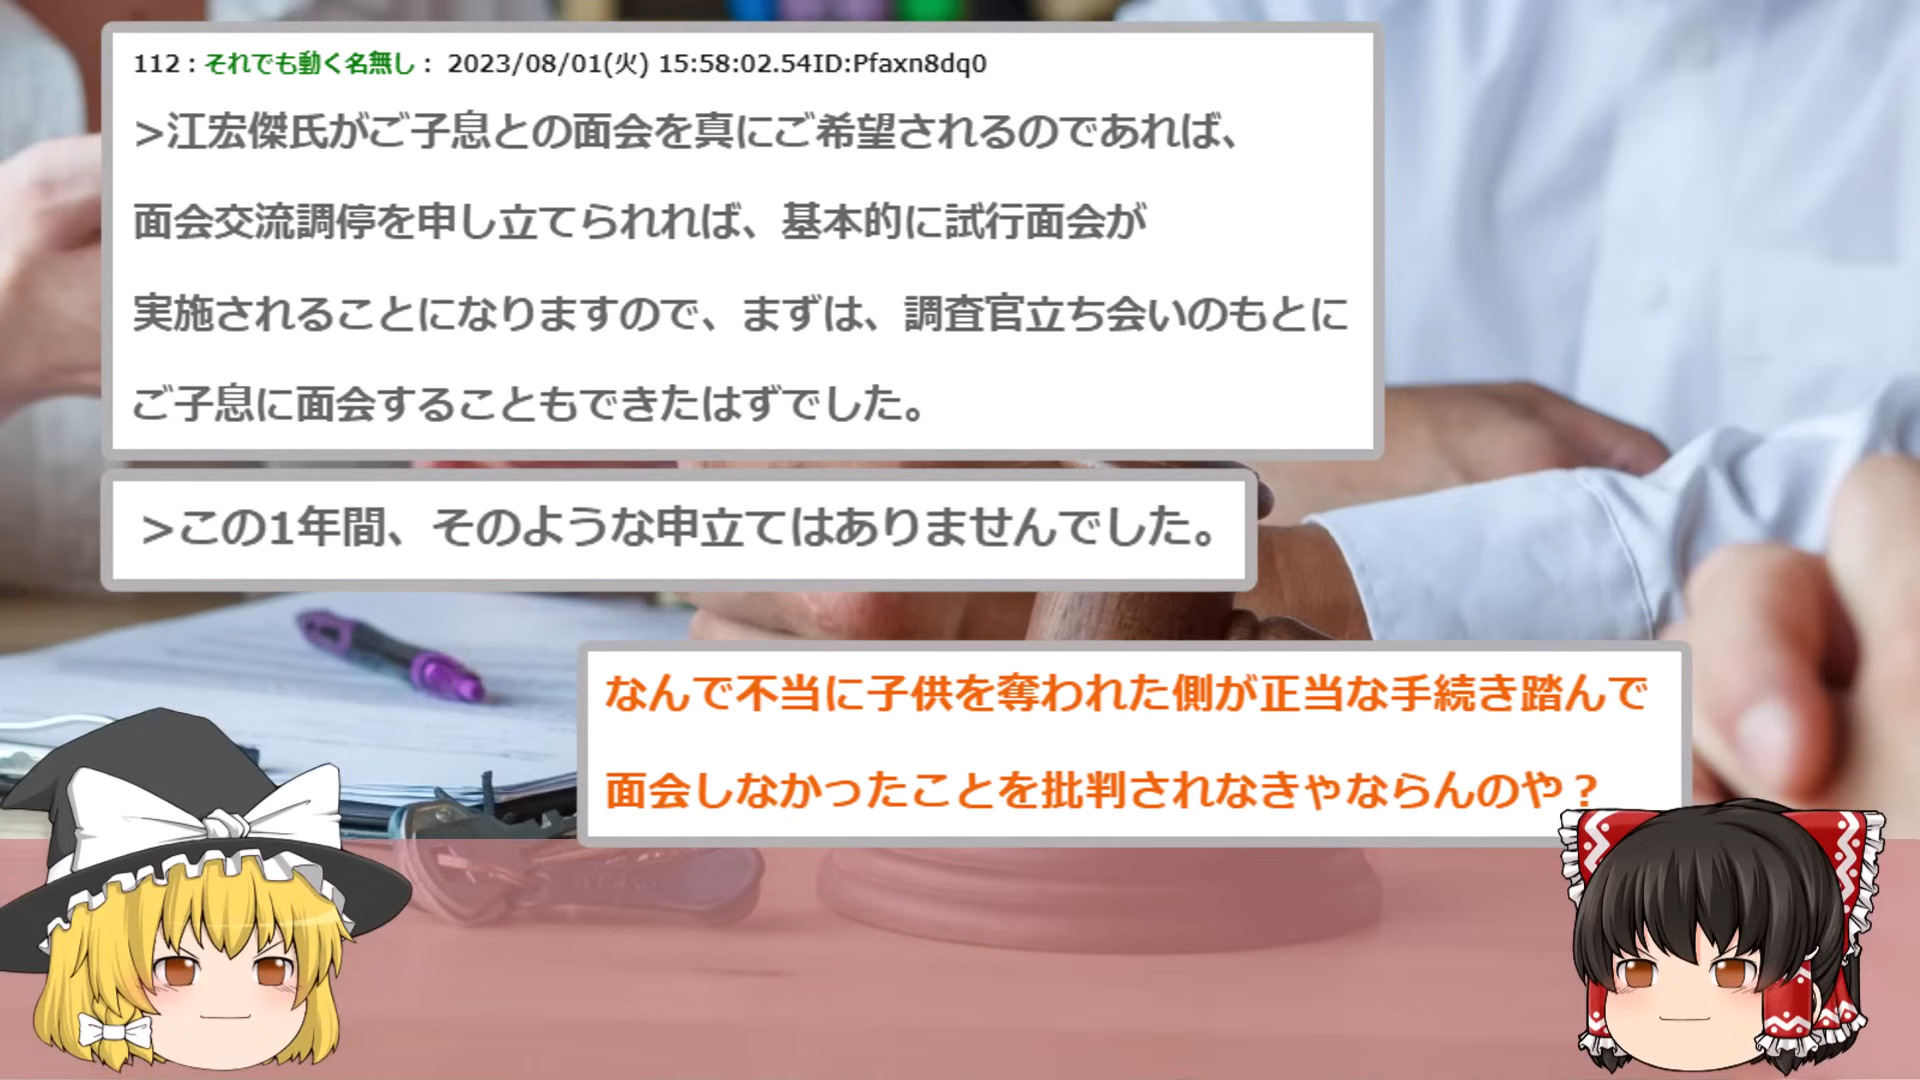 112：それでも動く名無し： 2023/08/01(火) 15:58:02.54ID:Pfaxn8dq0
>江宏傑氏がご子息との面会を真にご希望されるのであれば、
面会交流調停を申し立てられれば、基本的に試行面会が
実施されることになりますので、まずは、調査官立ち会いのもとに
ご子息に面会することもできたはずでした。
>この1年間、そのような申立てはありませんでした。
なんで不当に子供を奪われた側が正当な手続き踏んで
面会しなかったことを批判されなきゃならんのや？